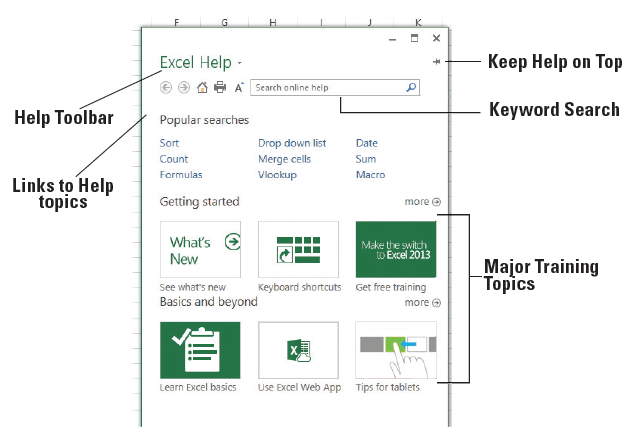 F G H I J K
Excel Help
Keep Help on Top
Search online help
Keyword Search
Help Toolbar
Popular searches
Sort Drop down list Date
Count Merge cells Sum
Formulas Vlookup Macro
Links to Help
topics
Getting started more
What's
New
Make the switch
to Excel 2013
See what's new Keyboard shortcuts Get free training
Major Training
Topics
Basics and beyond more
Learn Excel basics Use Excel Web App Tips for tablets